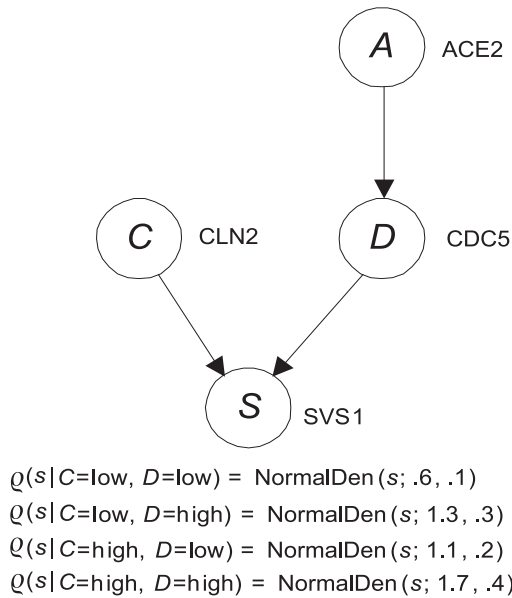 A ACE2
C CLN2 D CDC5
S SVS1
ϱ(s|C=low, D=low) = NormalDen(s; .6, .1)
ϱ(s|C=low, D=high) = NormalDen(s; 1.3, .3)
ϱ(s|C=high, D=low) = NormalDen(s; 1.1, .2)
ϱ(s|C=high, D=high) = NormalDen(s; 1.7, .4)